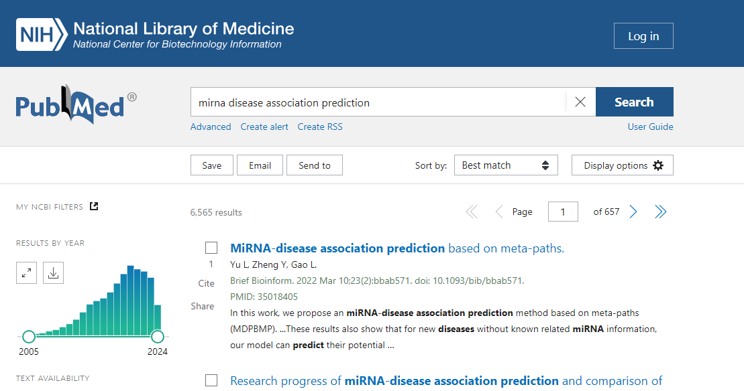 NIH National Library of Medicine
National Center for Biotechnology Information
Log in
PubMed®
mirna disease association prediction
Search
Advanced Create alert Create RSS User Guide
Save Email Send to Sort by: Best match Display options
MY NCBI FILTERS
6,565 results Page 1 of 657
RESULTS BY YEAR
2005 2024
TEXT AVAILABILITY
MiRNA-disease association prediction based on meta-paths.
1 Yu L, Zheng Y, Gao L.
Cite Brief Bioinform. 2022 Mar 10;23(2):bbab571. doi: 10.1093/bib/bbab571.
PMID: 35018405
Share In this work, we propose an miRNA-disease association prediction method based on meta-paths
(MDPBMP). ...These results also show that for new diseases without known related miRNA information,
our model can predict their potential ...
Research progress of miRNA-disease association prediction and comparison of